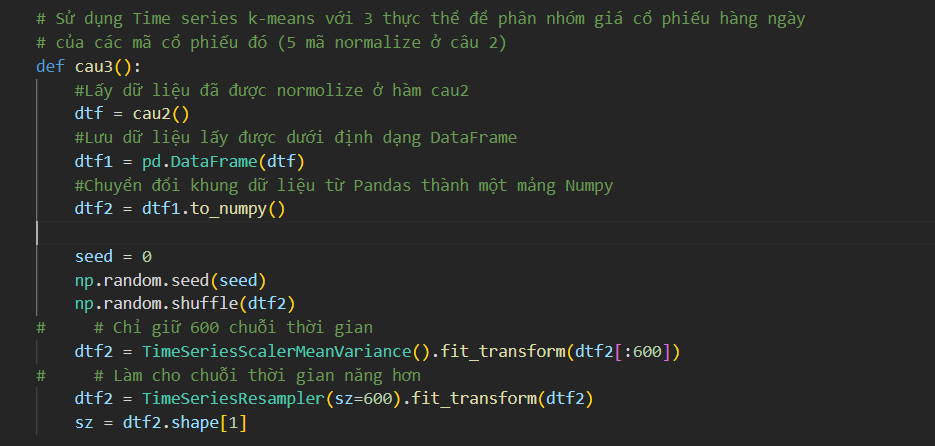 # Sử dụng Time series k-means với 3 thực thể để phân nhóm giá cổ phiếu hàng ngày
# của các mã cổ phiếu đó (5 mã normalize ở câu 2)
def cau3():
    #Lấy dữ liệu đã được normolize ở hàm cau2
    dtf = cau2()
    #Lưu dữ liệu lấy được dưới định dạng DataFrame
    dtf1 = pd.DataFrame(dtf)
    #Chuyển đổi khung dữ liệu từ Pandas thành một mảng Numpy
    dtf2 = dtf1.to_numpy()
    seed = 0
    np.random.seed(seed)
    np.random.shuffle(dtf2)
#     # Chỉ giữ 600 chuỗi thời gian
    dtf2 = TimeSeriesScalerMeanVariance().fit_transform(dtf2[:600])
#     # Làm cho chuỗi thời gian năng hơn
    dtf2 = TimeSeriesResampler(sz=600).fit_transform(dtf2)
    sz = dtf2.shape[1]